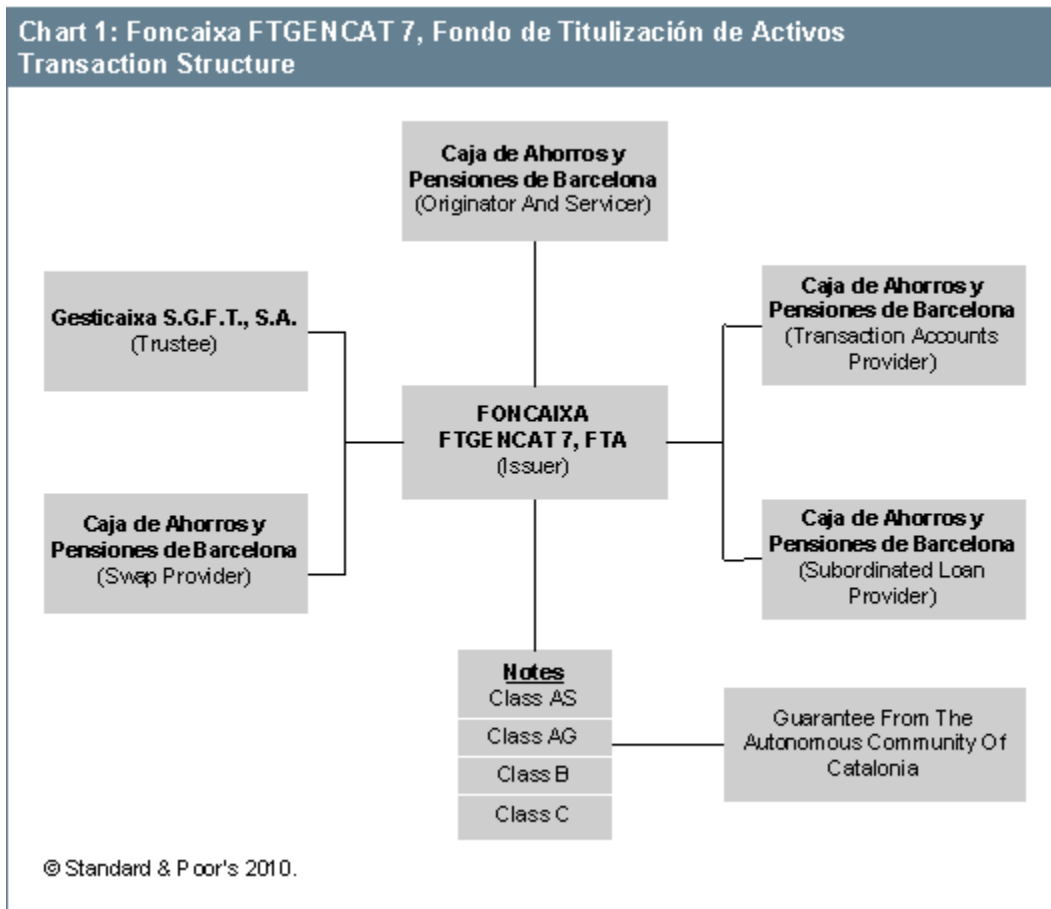 Chart 1: Foncaixa FTGENCAT 7, Fondo de Titulización de Activos
Transaction Structure
Caja de Ahorros y
Pensiones de Barcelona
(Originator And Servicer)
Gesticaixa S.G.F.T., S.A.
(Trustee)
Caja de Ahorros y
Pensiones de Barcelona
(Transaction Accounts
Provider)
FONCAIXA
FTGENCAT 7, FTA
(Issuer)
Caja de Ahorros y
Pensiones de Barcelona
(Swap Provider)
Caja de Ahorros y
Pensiones de Barcelona
(Subordinated Loan
Provider)
Notes
Class AS
Class AG
Class B
Class C
Guarantee From The
Autonomous Community Of
Catalonia
© Standard & Poor's 2010.